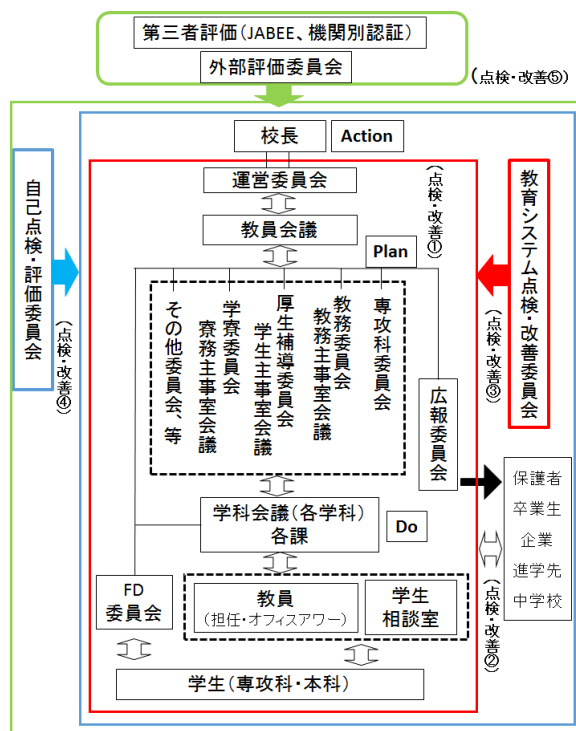 第三者評価(JABEE、機関別認証)
外部評価委員会
(点検・改善⑤)
校長
Action
運営委員会
(点検・改善①)
教員会議
Plan
自己点検・評価委員会
(点検・改善④)
教育システム点検・改善委員会
(点検・改善③)
専攻科委員会
教務委員会
教務主事室会議
厚生補導委員会
学生主事室会議
学寮委員会
寮務主事室会議
その他委員会、等
広報委員会
保護者
卒業生
企業
進学先
中学校
(点検・改善②)
学科会議(各学科)
各課
Do
FD
委員会
教員
(担任・オフィスアワー)
学生
相談室
学生(専攻科・本科)